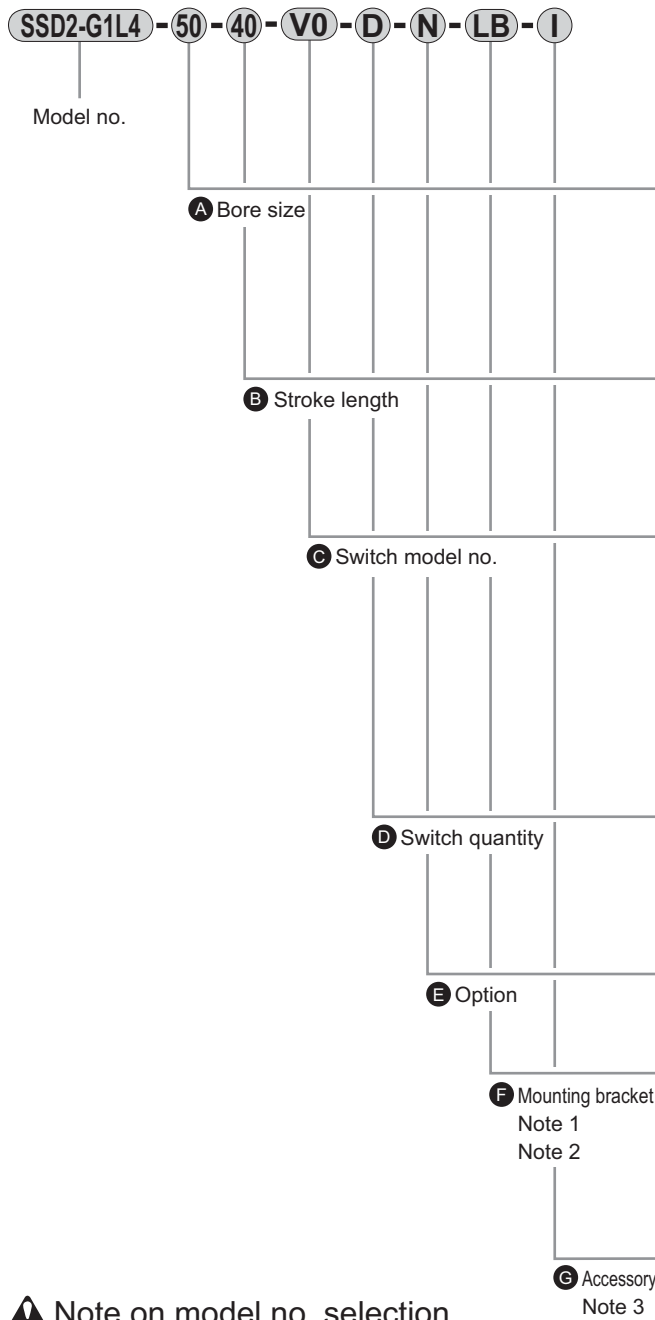 SSD2-G1L4-50-40-V0-D-N-LB-I
Model no.
A Bore size
B Stroke length
C Switch model no.
D Switch quantity
E Option
F Mounting bracket
Note 1
Note 2
G Accessory
Note 3
Note on model no. selection